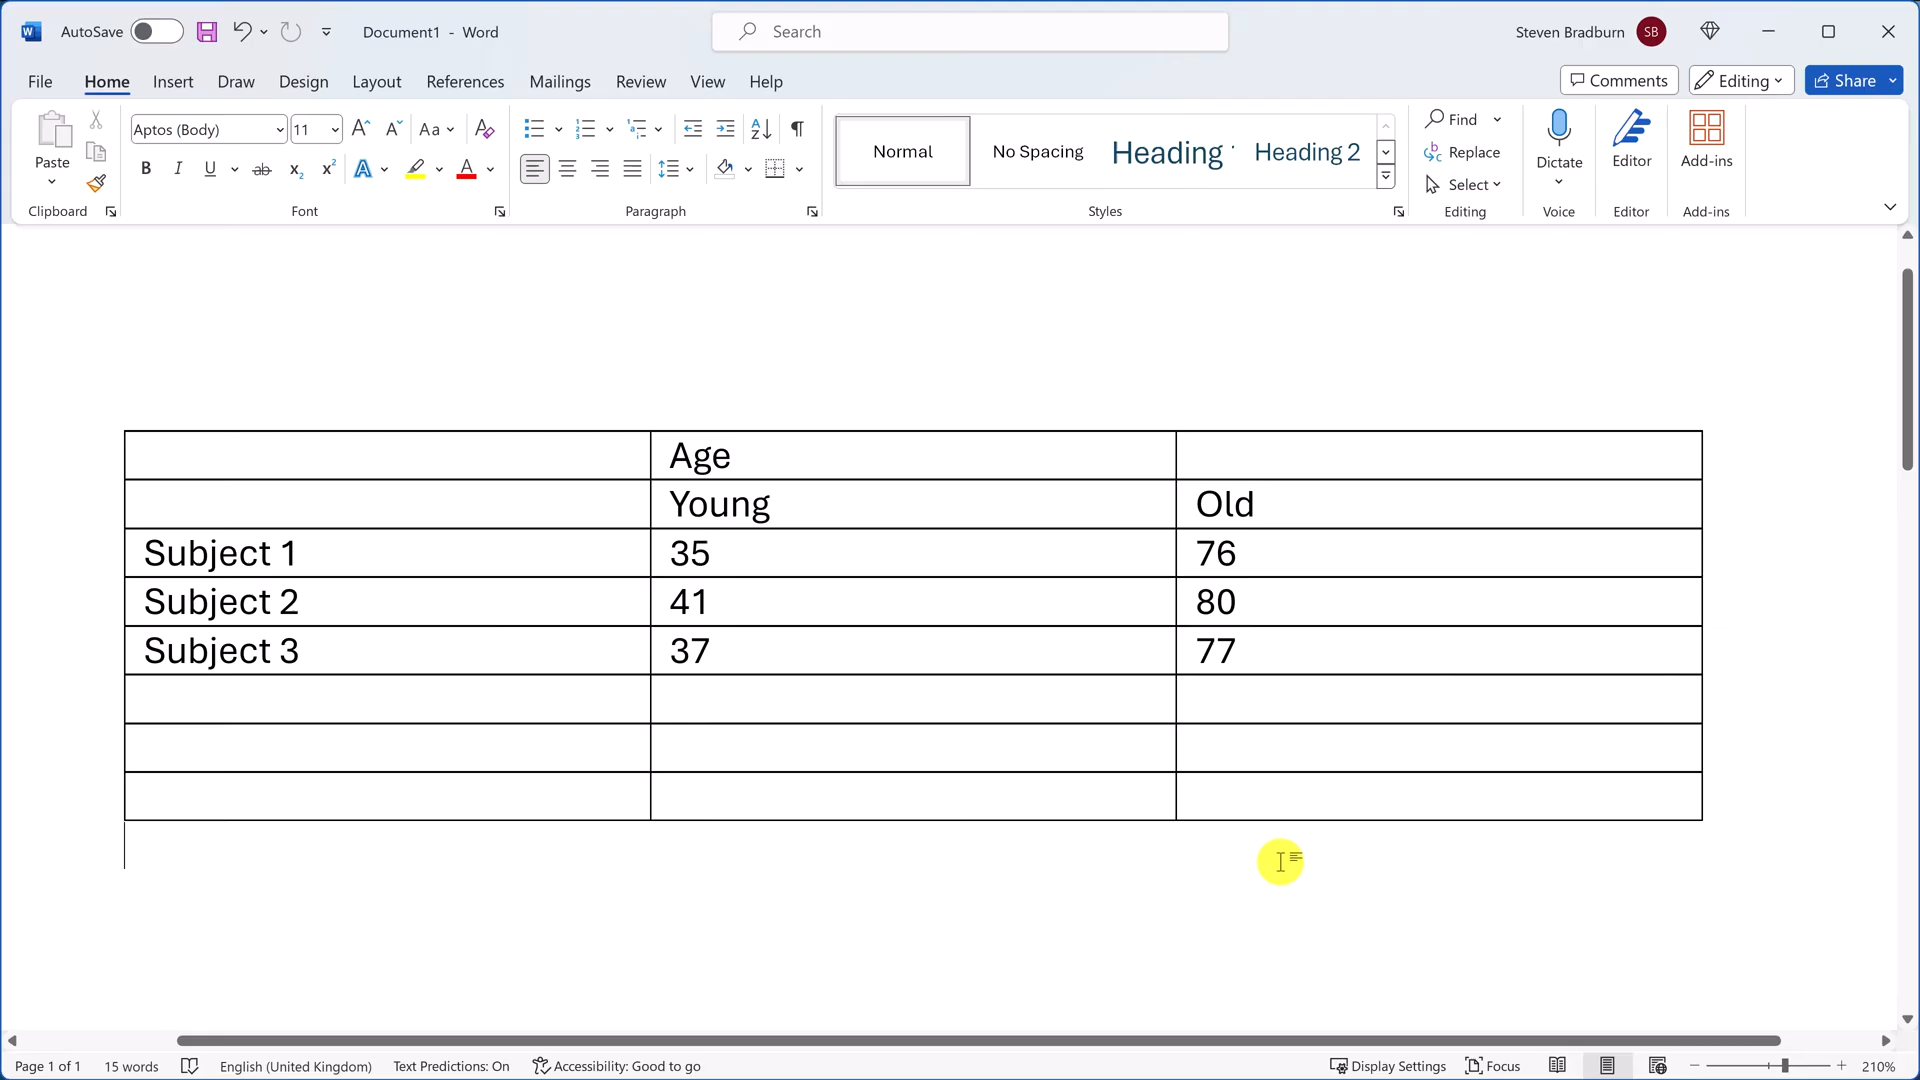 AutoSave Document1 - Word Search Steven Bradburn SB
File Home Insert Draw Design Layout References Mailings Review View Help Comments Editing Share
Paste
Clipboard
Aptos (Body) 11 Aa
B I U ab x₂ x² A A
Font
Paragraph
Normal No Spacing Heading Heading 2
Styles
Find
Replace
Select
Editing
Dictate
Voice
Editor
Editor
Add-ins
Add-ins
Age
Young Old
Subject 1 35 76
Subject 2 41 80
Subject 3 37 77
Page 1 of 1 15 words English (United Kingdom) Text Predictions: On Accessibility: Good to go Display Settings Focus 210%